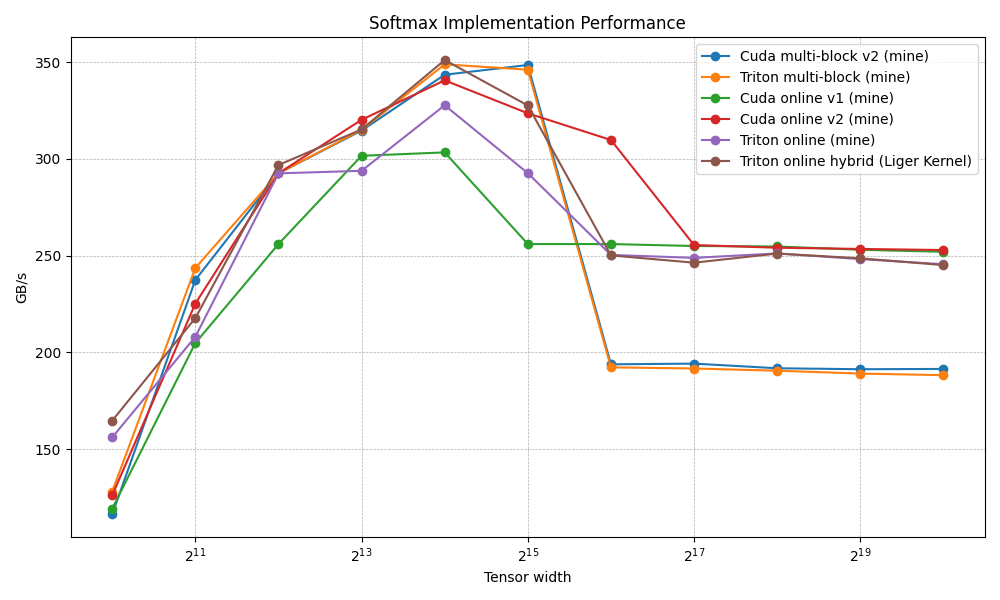 Softmax Implementation Performance
350
300
250
200
150
GB/s
Cuda multi-block v2 (mine)
Triton multi-block (mine)
Cuda online v1 (mine)
Cuda online v2 (mine)
Triton online (mine)
Triton online hybrid (Liger Kernel)
2^11 2^13 2^15 2^17 2^19
Tensor width